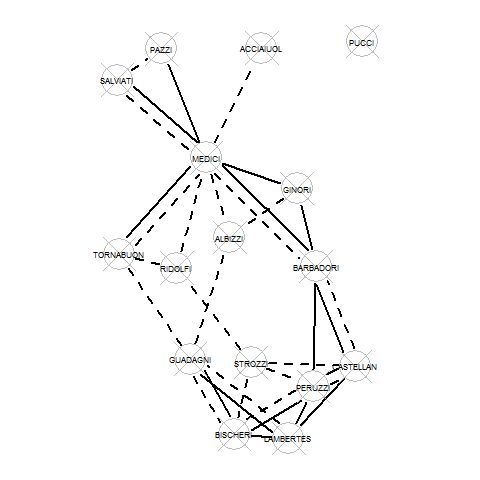 PUCCI
PAZZI
ACCIAIUOL
SALVIATI
MEDICI
GINORI
ALBIZZI
TORNABUON
RIDOLFI
BARBADORI
GUADAGNI
STROZZI
CASTELLAN
PERUZZI
BISCHERI
LAMBERTES